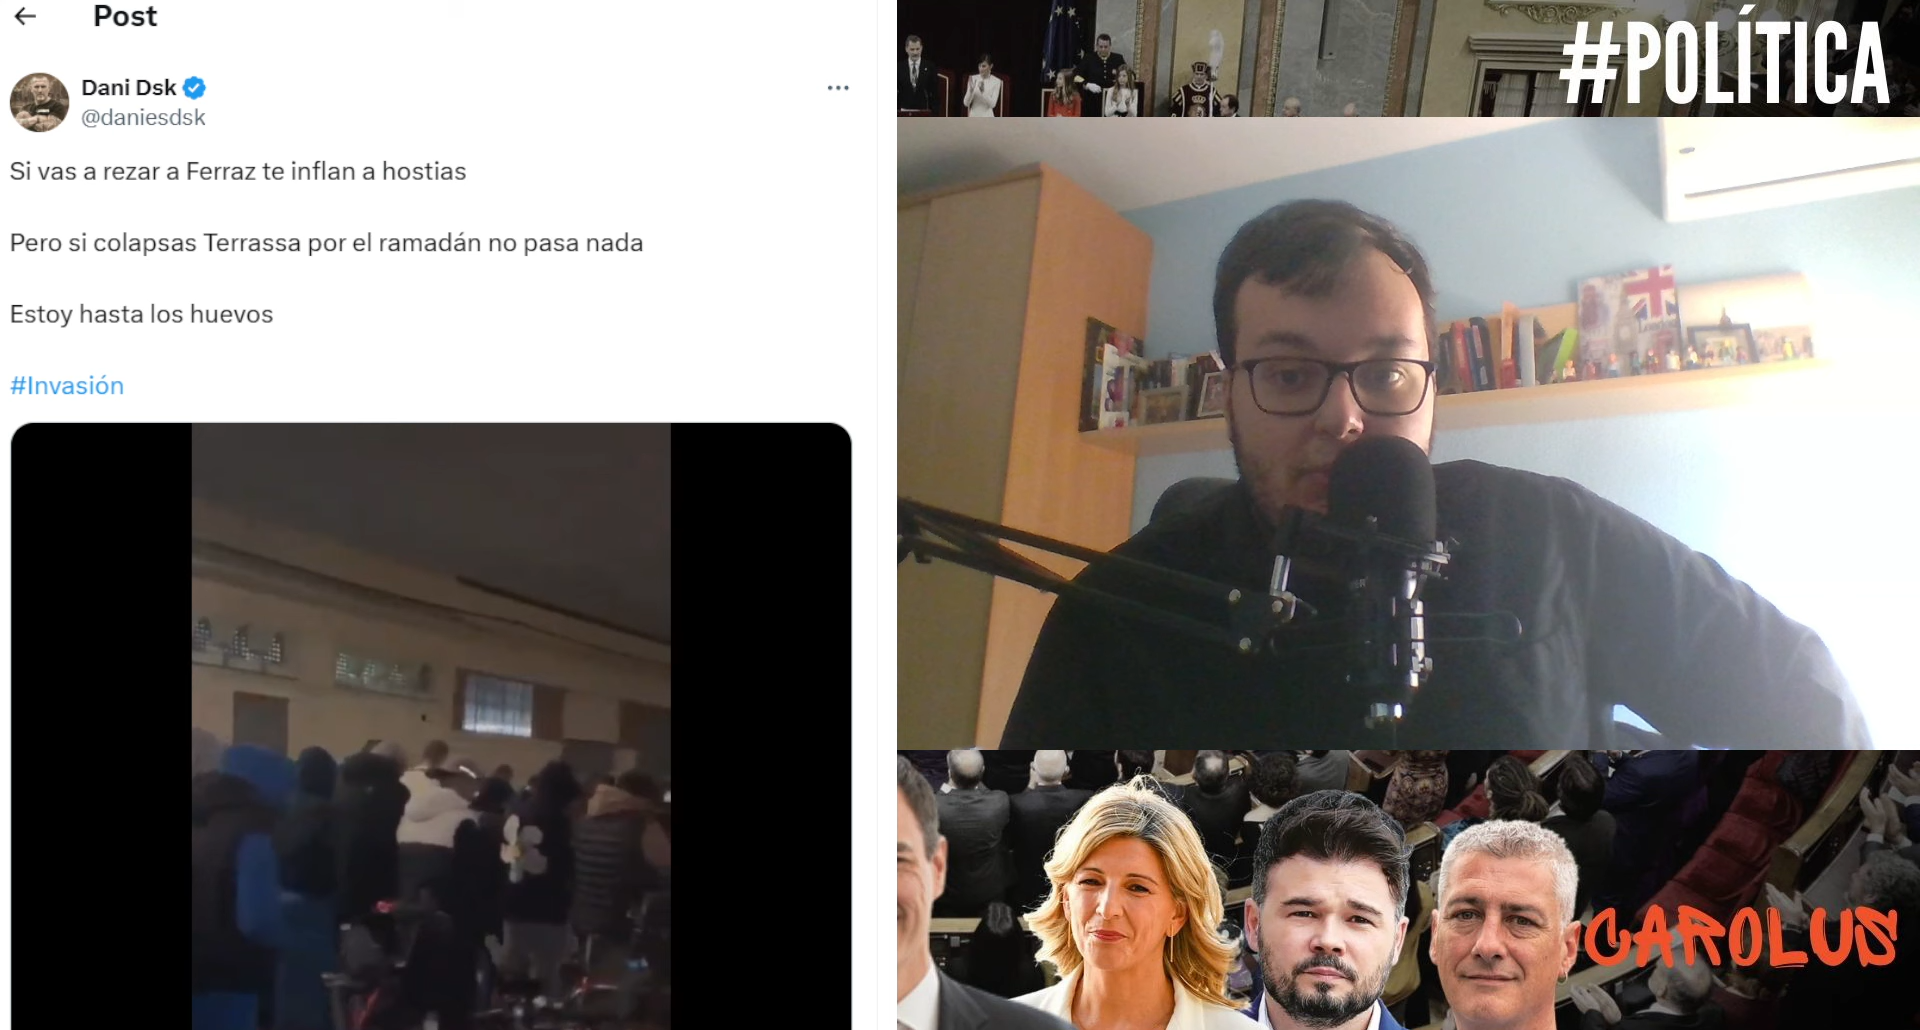 Post
Dani Dsk
@daniesdsk
Si vas a rezar a Ferraz te inflan a hostias
Pero si colapsas Terrassa por el ramadán no pasa nada
Estoy hasta los huevos
#Invasión
#POLÍTICA
CAROLUS